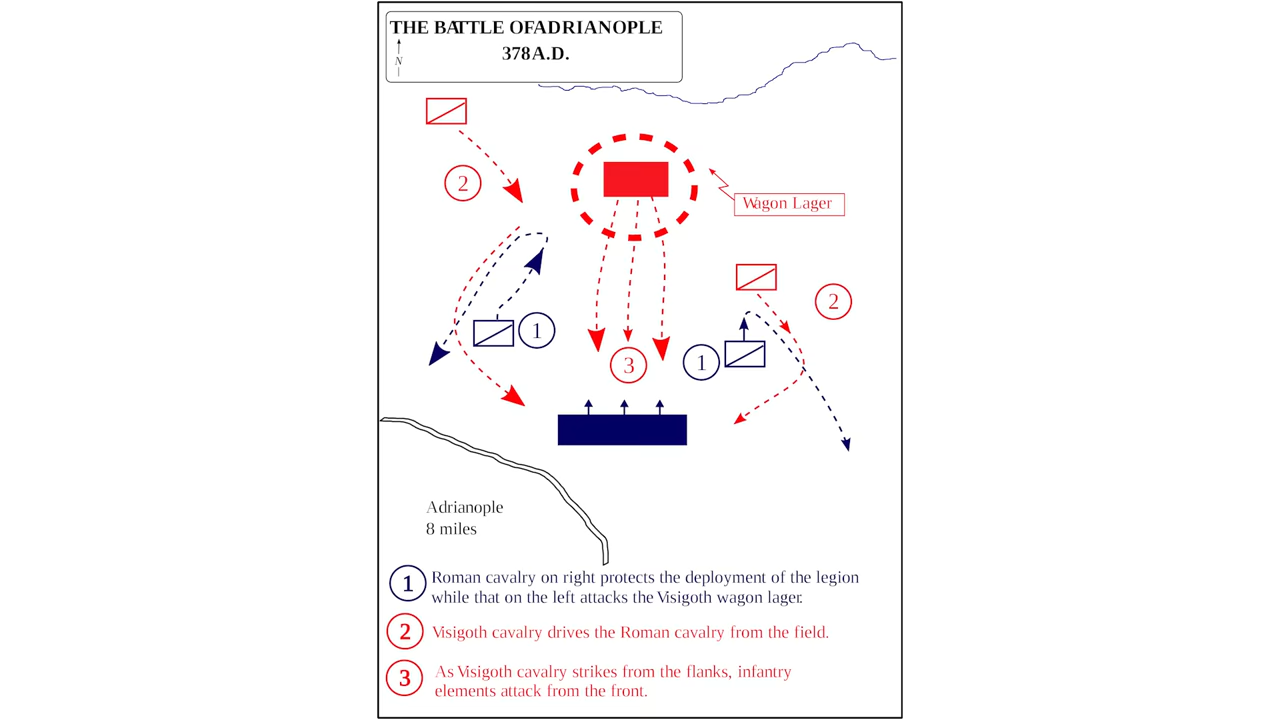 THE BATTLE OFADRIANOPLE
378A.D.
N
2
Wagon Lager
2
1
3
1
Adrianople
8 miles
1 Roman cavalry on right protects the deployment of the legion
while that on the left attacks the Visigoth wagon lager.
2 Visigoth cavalry drives the Roman cavalry from the field.
3 As Visigoth cavalry strikes from the flanks, infantry
elements attack from the front.